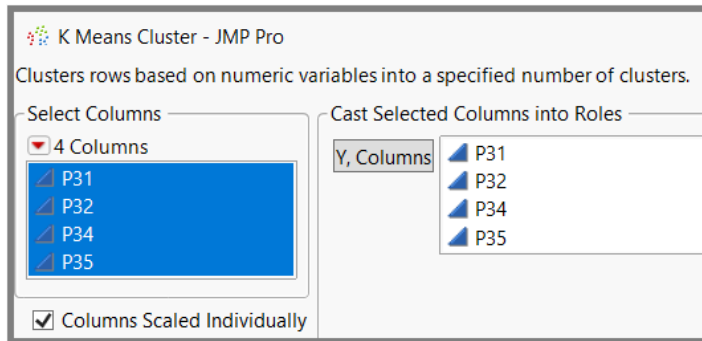 K Means Cluster - JMP Pro
Clusters rows based on numeric variables into a specified number of clusters.
Select Columns
4 Columns
P31
P32
P34
P35
Columns Scaled Individually
Cast Selected Columns into Roles
Y, Columns
P31
P32
P34
P35